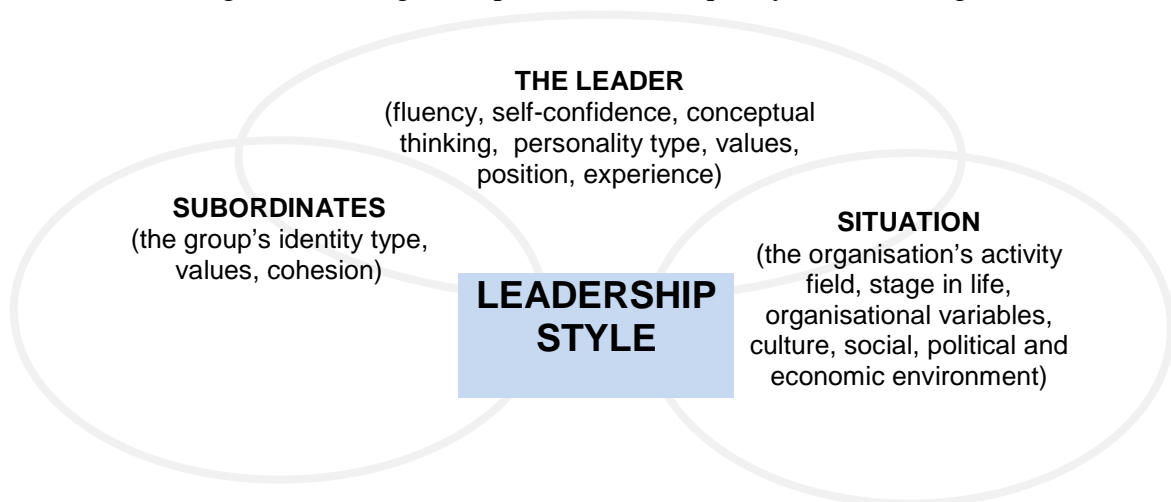 THE LEADER
(fluency, self-confidence, conceptual
thinking, personality type, values,
position, experience)
SUBORDINATES
(the group’s identity type,
values, cohesion)
SITUATION
(the organisation’s activity
field, stage in life,
organisational variables,
culture, social, political and
economic environment)
LEADERSHIP
STYLE